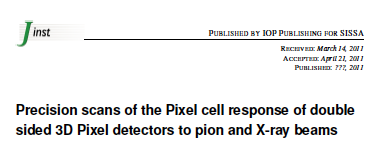 Jinst
PUBLISHED BY IOP PUBLISHING FOR SISSA
RECEIVED: March 14, 2011
ACCEPTED: April 21, 2011
PUBLISHED: ???, 2011
Precision scans of the Pixel cell response of double
sided 3D Pixel detectors to pion and X-ray beams